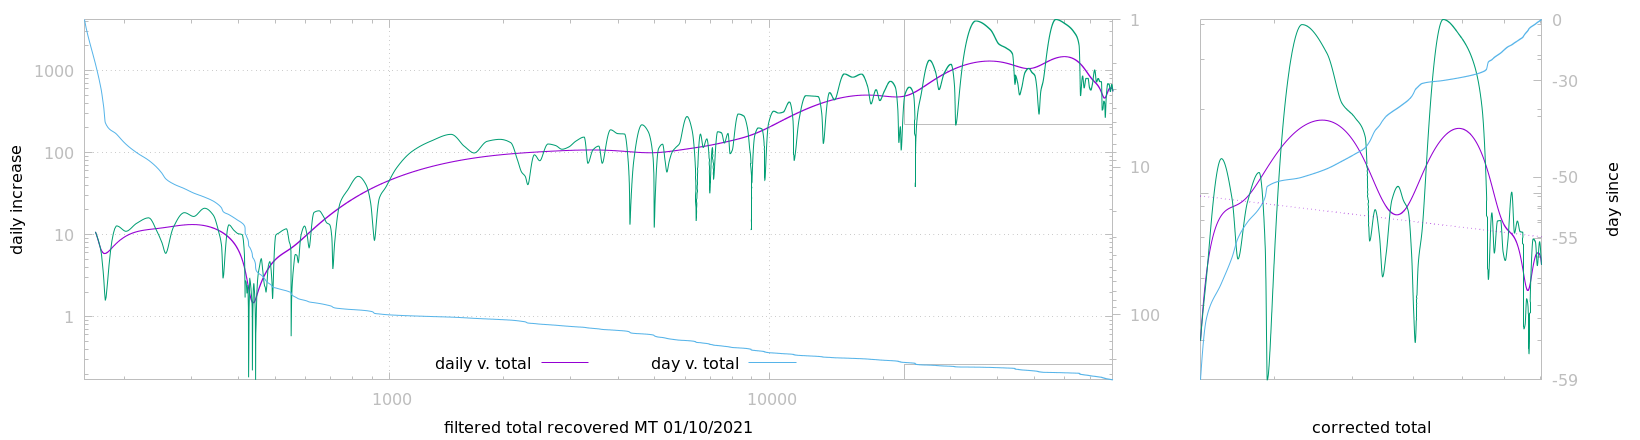 daily increase
1000
100
10
1
1
10
100
daily v. total
day v. total
1000
10000
filtered total recovered MT 01/10/2021
0
-30
-50
-55
-59
day since
corrected total